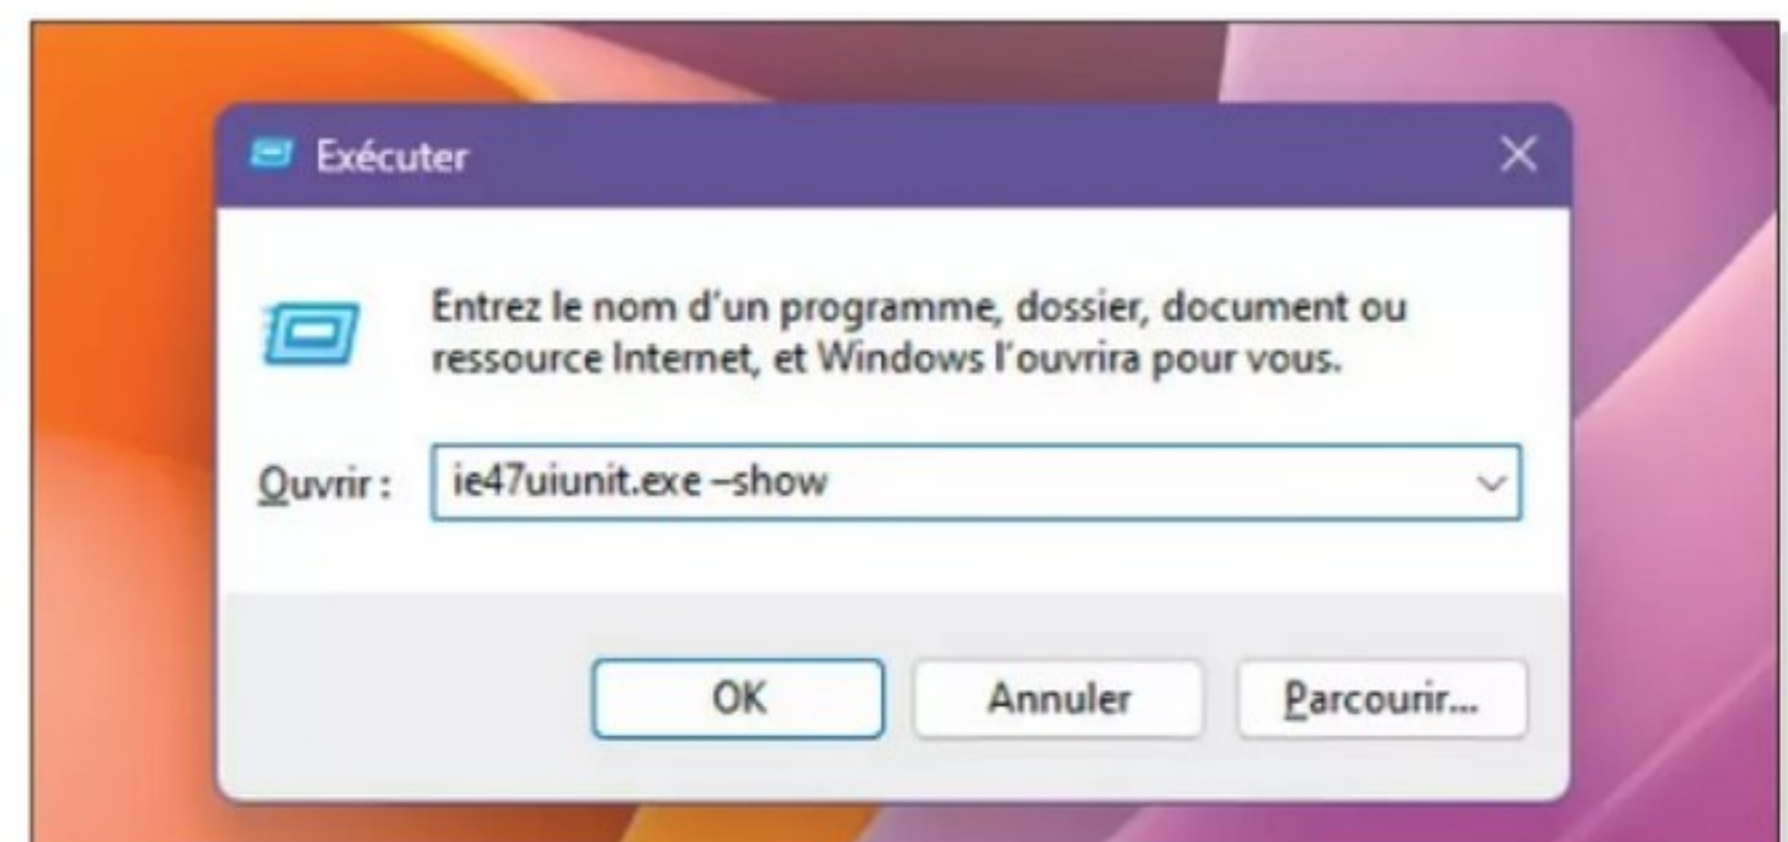 Exécuter
Entrez le nom d'un programme, dossier, document ou
ressource Internet, et Windows l'ouvrira pour vous.
Ouvrir :
ie47uiunit.exe –show
OK
Annuler
Parcourir...